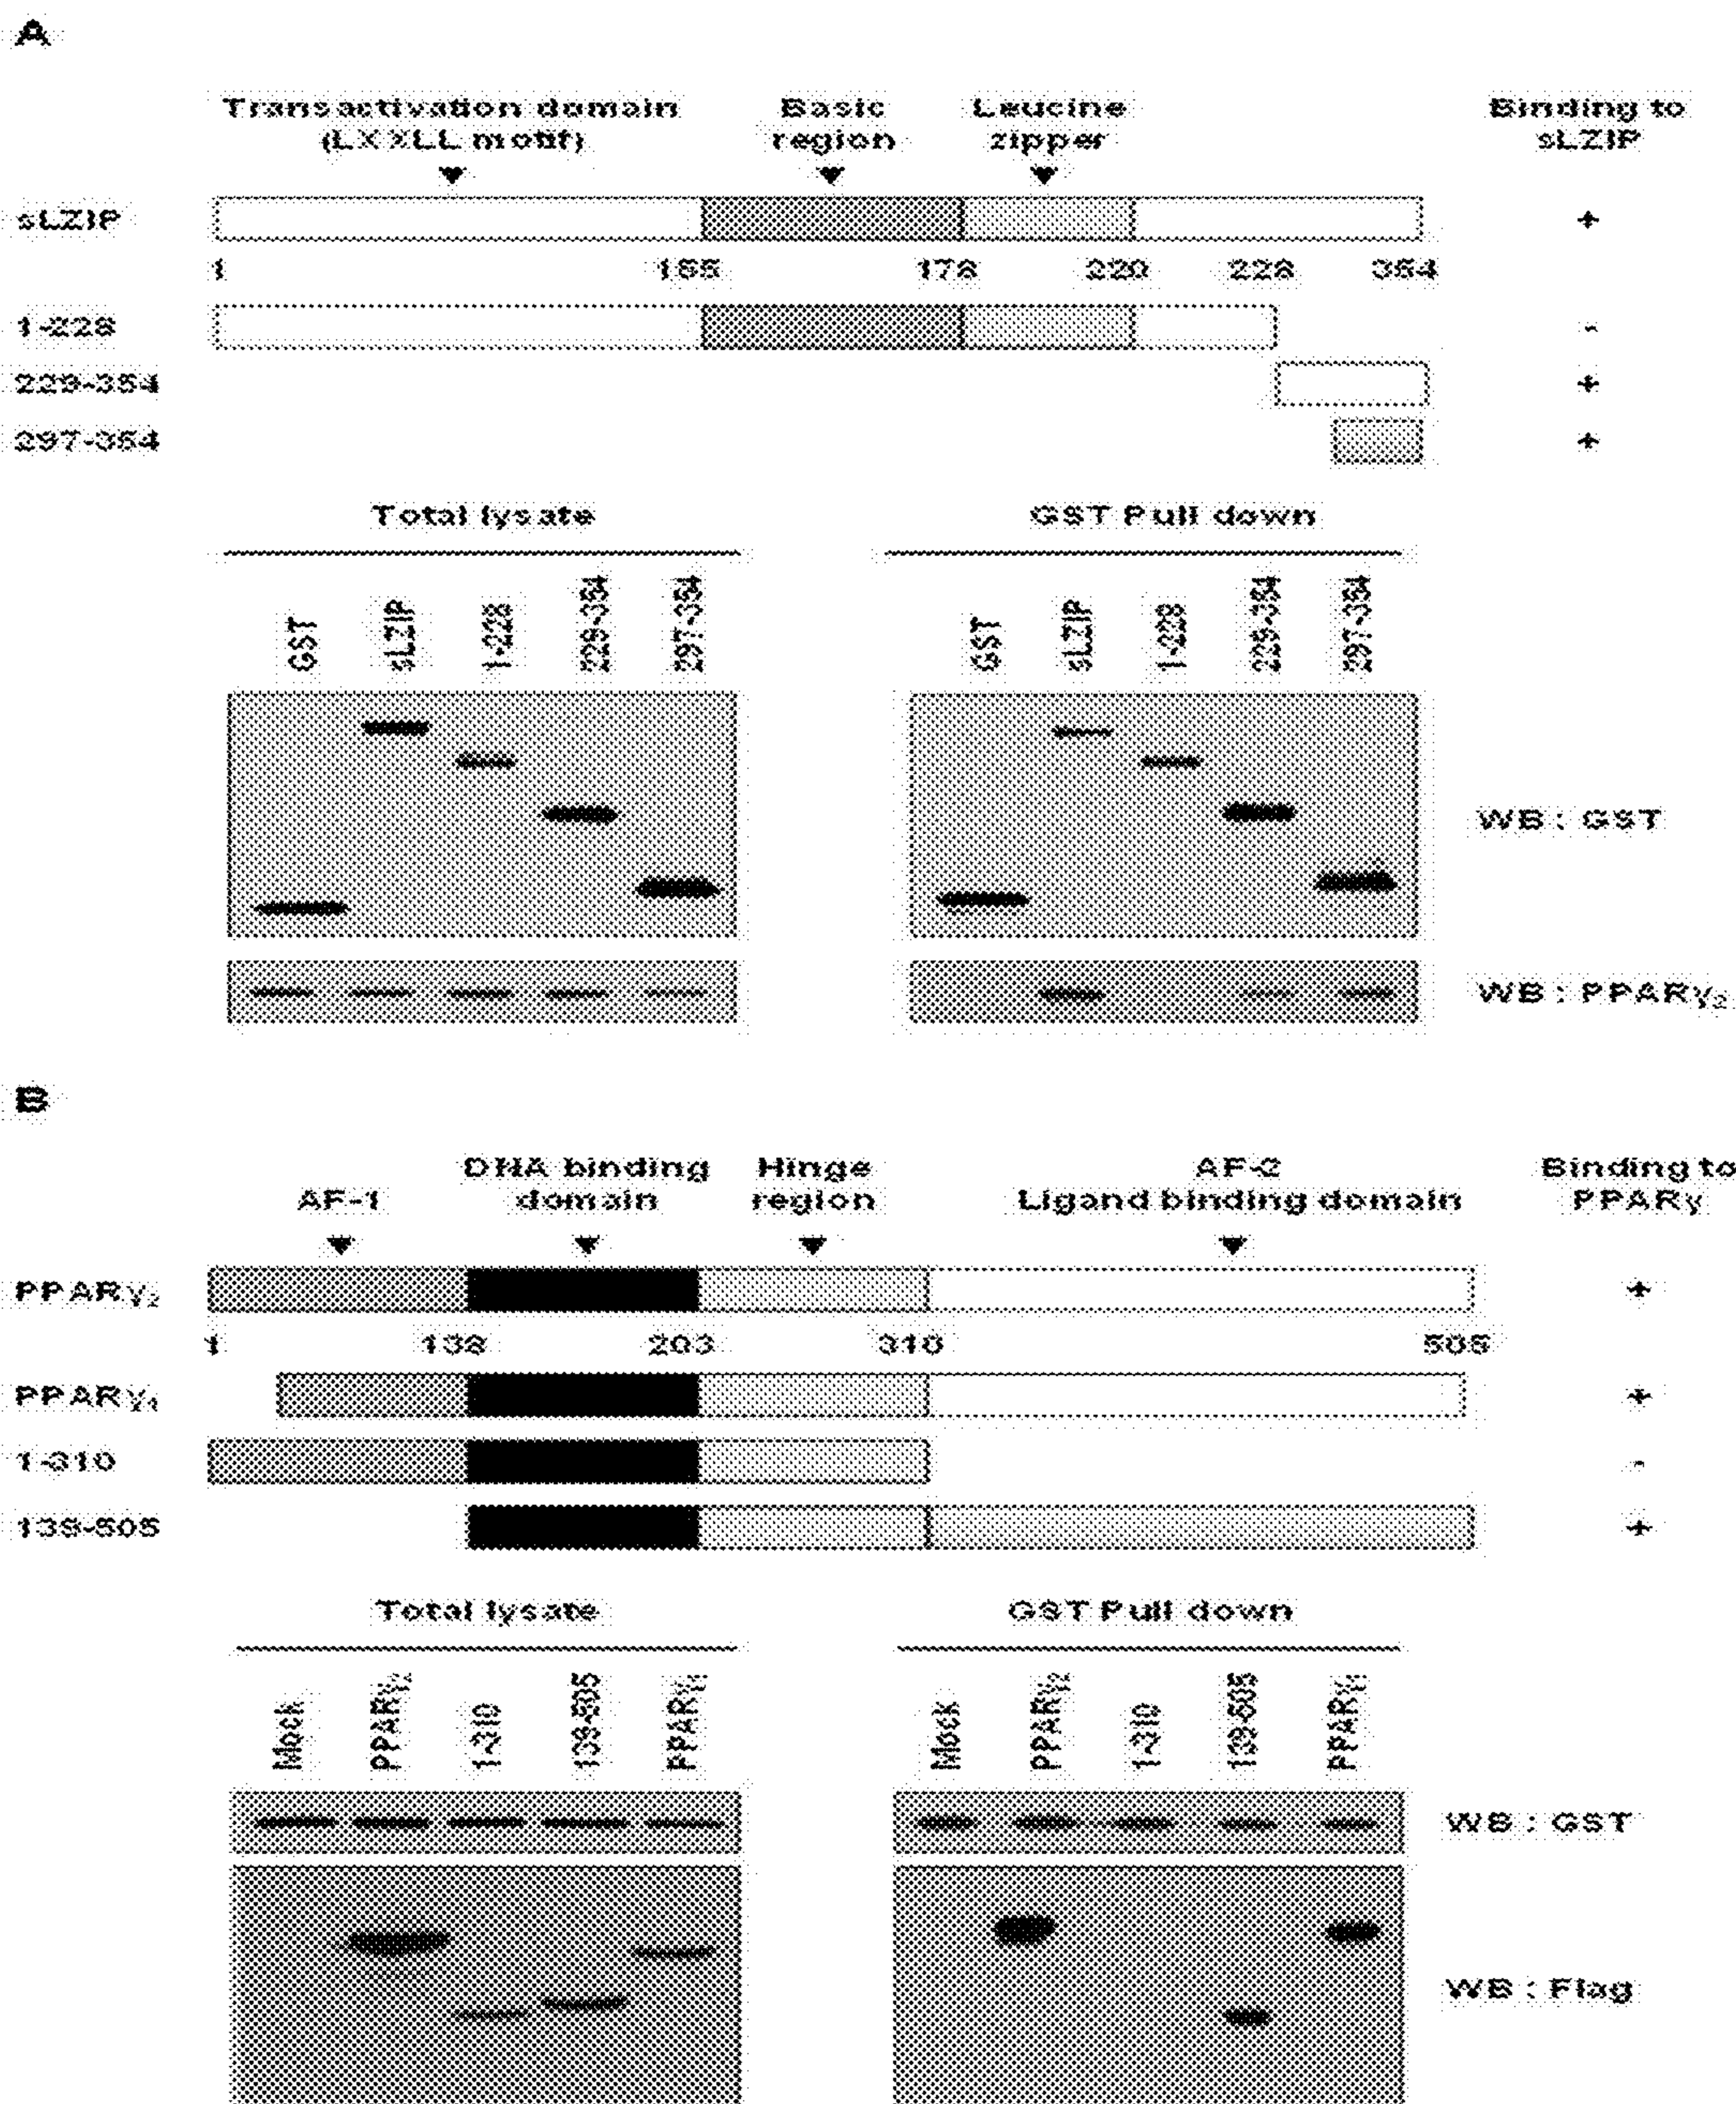 A
Transactivation domain
(LXXLL motif)
Basic
region
Leucine
zipper
Binding to
sLZIP
sLZIP
+
1 165 178 220 228 354
1-228
-
229-354
+
297-354
+
Total lysate
GST Pull down
GST sLZIP 1-228 229-354 297-354
GST sLZIP 1-228 229-354 297-354
WB : GST
WB : PPARγ₂
B
AF-1
DNA binding
domain
Hinge
region
AF-2
Ligand binding domain
Binding to
PPARγ
PPARγ₂
+
1 138 203 310 505
PPARγ₁
+
1-310
-
139-505
+
Total lysate
GST Pull down
Mock PPARγ₂ 1-310 139-505 PPARγ₁
Mock PPARγ₂ 1-310 139-505 PPARγ₁
WB : GST
WB : Flag